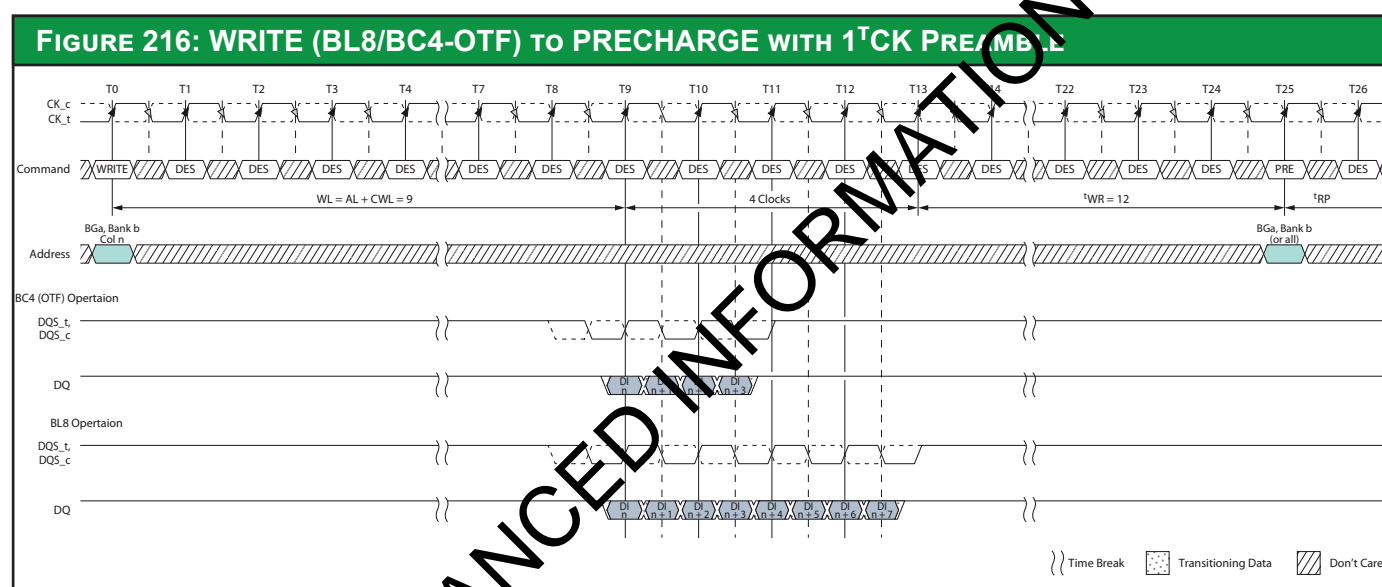 FIGURE 216: WRITE (BL8/BC4-OTF) TO PRECHARGE WITH 1TCK PREAMBLE
T0 T1 T2 T3 T4 T7 T8 T9 T10 T11 T12 T13 14 T22 T23 T24 T25 T26
CK_c
CK_t
Command WRITE DES DES DES DES DES DES DES DES DES DES DES DES DES DES DES PRE DES
WL = AL + CWL = 9 4 Clocks tWR = 12 tRP
BGa, Bank b BGa, Bank b
Col n (or all)
Address
BC4 (OTF) Opertaion
DQS_t,
DQS_c
DI DI DI
DQ n n + 3
BL8 Opertaion
DQS_t,
DQS_c
DI DI DI DI DI DI DI DI
DQ n n + 1 n + 2 n + 3 n + 4 n + 5 n + 6 n + 7
Time Break Transitioning Data Don't Care
ANCED INFORMATION